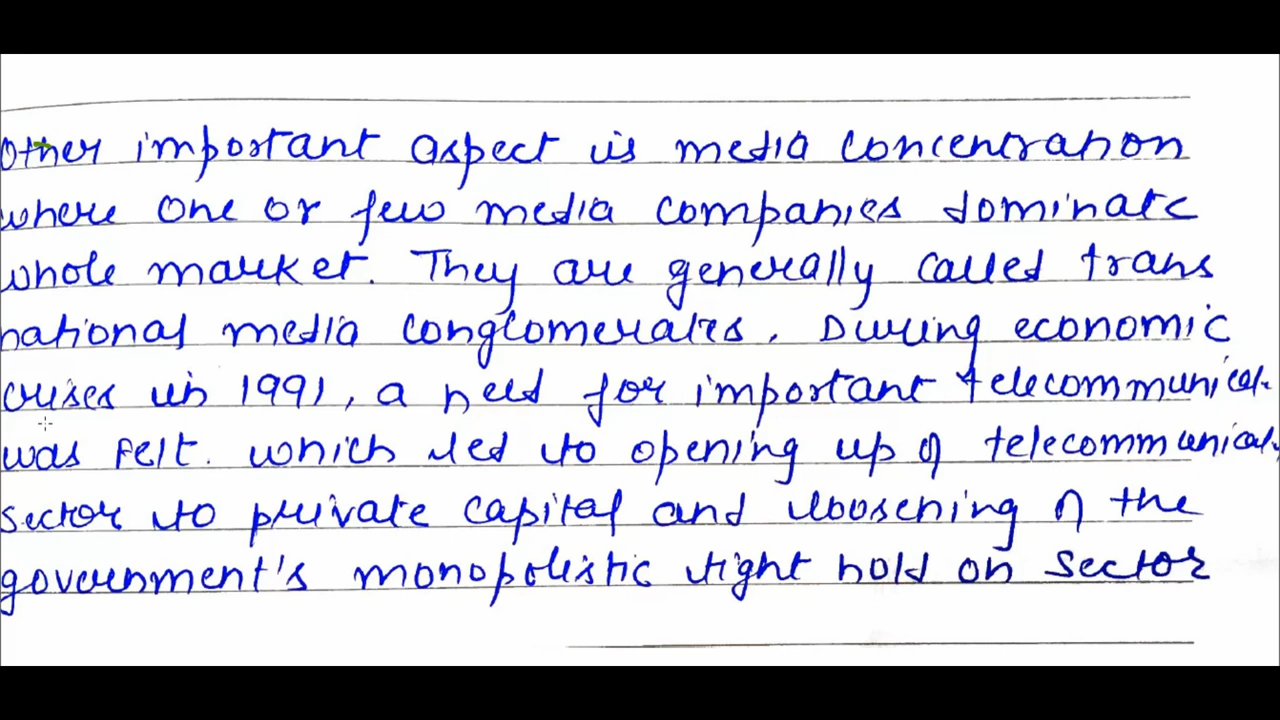 Other important aspect is media concentration
where one or few media companies dominate
whole market. They are generally called trans
national media conglomerates. During economic
crises in 1991, a need for important telecommunicat-
was felt. which led to opening up of telecommunicat-
sector to private capital and loosening of the
government's monopolistic tight hold on sector